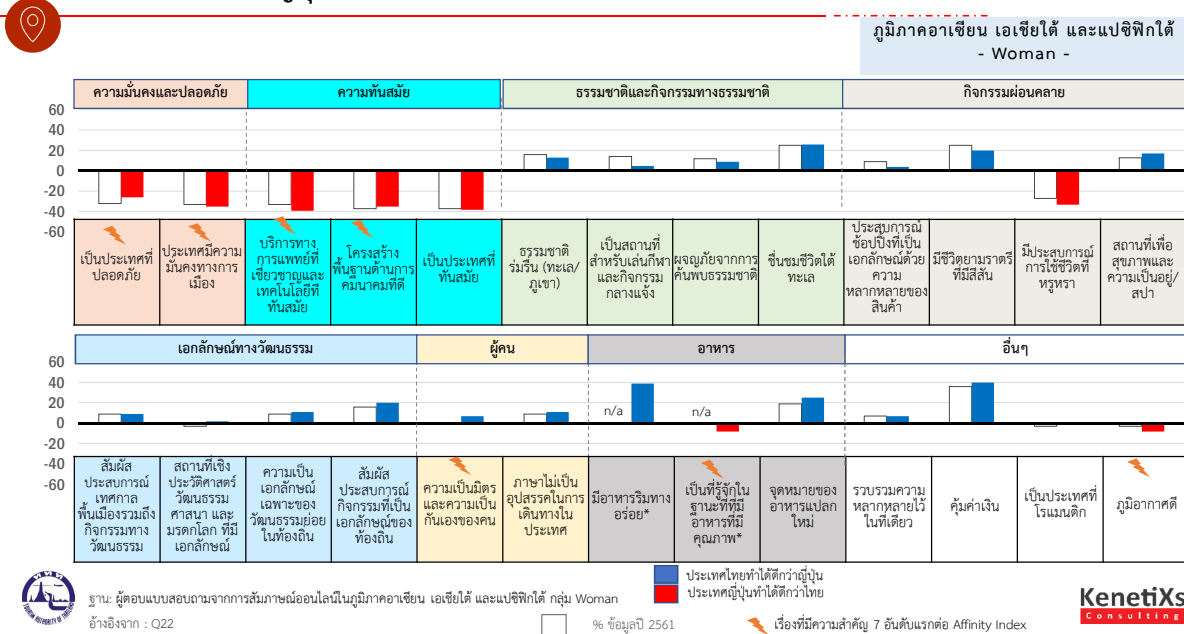 ภูมิภาคอาเซียน เอเชียใต้ และแปซิฟิกใต้
- Woman -
ความมั่นคงและปลอดภัย
ความทันสมัย
ธรรมชาติและกิจกรรมทางธรรมชาติ
กิจกรรมผ่อนคลาย
60
40
20
0
-20
-40
-60
เป็นประเทศที่
ปลอดภัย
ประเทศมีความ
มั่นคงทางการ
เมือง
บริการทาง
การแพทย์ที่
เชี่ยวชาญและ
เทคโนโลยีที่
ทันสมัย
โครงสร้าง
พื้นฐานด้านการ
คมนาคมที่ดี
เป็นประเทศที่
ทันสมัย
ธรรมชาติ
ร่มรื่น (ทะเล/
ภูเขา)
เป็นสถานที่
สำหรับเล่นกีฬา
และกิจกรรม
กลางแจ้ง
ผจญภัยจากการ
ค้นพบธรรมชาติ
ชื่นชมชีวิตใต้
ทะเล
ประสบการณ์
ช้อปปิ้งที่เป็น
เอกลักษณ์ด้วย
ความ
หลากหลายของ
สินค้า
มีชีวิตยามราตรี
ที่มีสีสัน
มีประสบการณ์
การใช้ชีวิตที่
หรูหรา
สถานที่เพื่อ
สุขภาพและ
ความเป็นอยู่/
สปา
เอกลักษณ์ทางวัฒนธรรม
ผู้คน
อาหาร
อื่นๆ
60
40
20
0
-20
-40
-60
n/a
n/a
สัมผัส
ประสบการณ์
เทศกาล
พื้นเมืองรวมถึง
กิจกรรมทาง
วัฒนธรรม
สถานที่เชิง
ประวัติศาสตร์
วัฒนธรรม
ศาสนา และ
มรดกโลก ที่มี
เอกลักษณ์
ความเป็น
เอกลักษณ์
เฉพาะของ
วัฒนธรรมย่อย
ในท้องถิ่น
สัมผัส
ประสบการณ์
กิจกรรมที่เป็น
เอกลักษณ์ของ
ท้องถิ่น
ความเป็นมิตร
และความเป็น
กันเองของคน
ภาษาไม่เป็น
อุปสรรคในการ
เดินทางใน
ประเทศ
มีอาหารริมทาง
อร่อย*
เป็นที่รู้จักใน
ฐานะที่ที่มี
อาหารที่มี
คุณภาพ*
จุดหมายของ
อาหารแปลก
ใหม่
รวบรวมความ
หลากหลายไว้
ในที่เดียว
คุ้มค่าเงิน
เป็นประเทศที่
โรแมนติก
ภูมิอากาศดี
ประเทศไทยทำได้ดีกว่าญี่ปุ่น
ประเทศญี่ปุ่นทำได้ดีกว่าไทย
ฐาน: ผู้ตอบแบบสอบถามจากการสัมภาษณ์ออนไลน์ในภูมิภาคอาเซียน เอเชียใต้ และแปซิฟิกใต้ กลุ่ม Woman
อ้างอิงจาก : Q22
% ข้อมูลปี 2561
เรื่องที่มีความสำคัญ 7 อันดับแรกต่อ Affinity Index
KenetiXs
Consulting